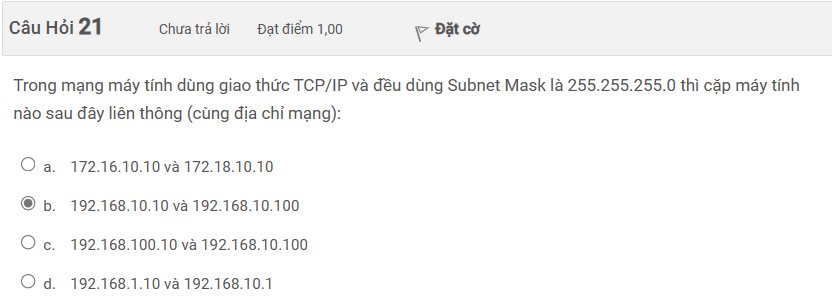 Câu Hỏi 21 Chưa trả lời Đạt điểm 1,00 Đặt cờ
Trong mạng máy tính dùng giao thức TCP/IP và đều dùng Subnet Mask là 255.255.255.0 thì cặp máy tính
nào sau đây liên thông (cùng địa chỉ mạng):
a. 172.16.10.10 và 172.18.10.10
b. 192.168.10.10 và 192.168.10.100
c. 192.168.100.10 và 192.168.10.100
d. 192.168.1.10 và 192.168.10.1